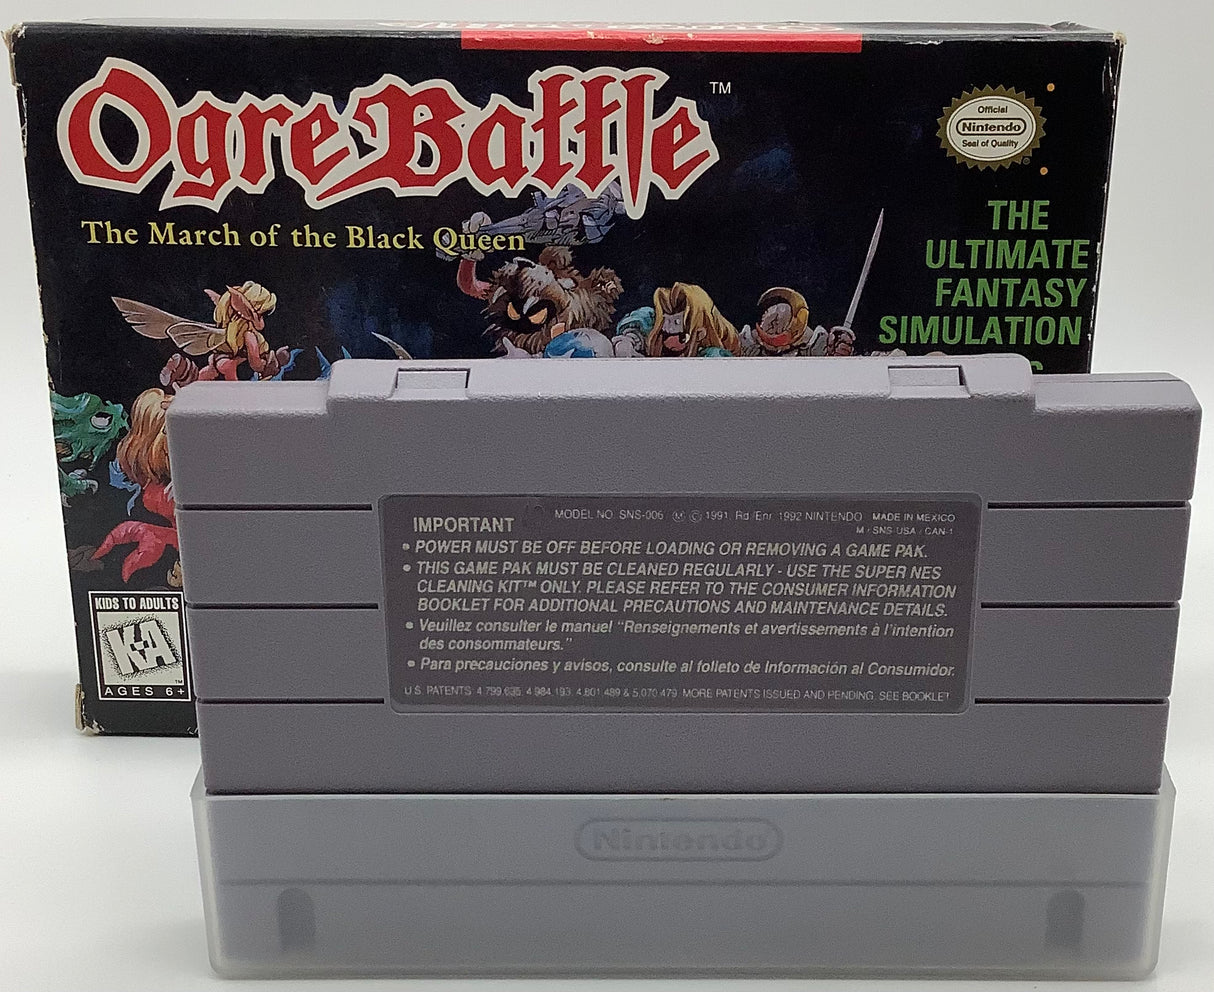 Ogre Battle™
The March of the Black Queen
Official
Nintendo
Seal of Quality
THE
ULTIMATE
FANTASY
SIMULATION
KIDS TO ADULTS
K-A
AGES 6+
IMPORTANT
MODEL NO. SNS-006 Ⓜ © 1991, Rd/Enr. 1992 NINTENDO MADE IN MEXICO
M/SNS-USA/CAN-1
• POWER MUST BE OFF BEFORE LOADING OR REMOVING A GAME PAK.
• THIS GAME PAK MUST BE CLEANED REGULARLY - USE THE SUPER NES
CLEANING KIT™ ONLY. PLEASE REFER TO THE CONSUMER INFORMATION
BOOKLET FOR ADDITIONAL PRECAUTIONS AND MAINTENANCE DETAILS.
• Veuillez consulter le manuel "Renseignements et avertissements à l'intention
des consommateurs."
• Para precauciones y avisos, consulte al folleto de Información al Consumidor.
U.S. PATENTS: 4,799,635; 4,984,193; 4,801,489 & 5,070,479. MORE PATENTS ISSUED AND PENDING. SEE BOOKLET
Nintendo